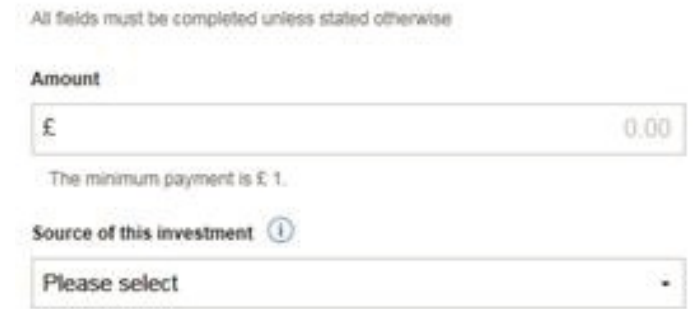 All fields must be completed unless stated otherwise
Amount
£ 0.00
The minimum payment is £ 1.
Source of this investment
Please select